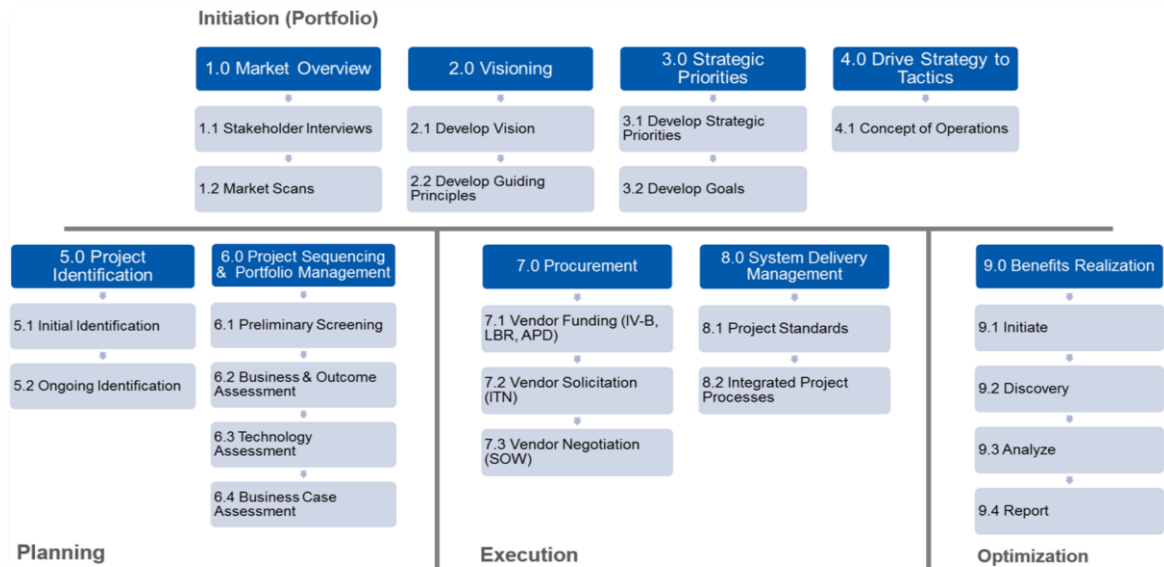 Initiation (Portfolio)
1.0 Market Overview
1.1 Stakeholder Interviews
1.2 Market Scans
2.0 Visioning
2.1 Develop Vision
2.2 Develop Guiding
Principles
3.0 Strategic
Priorities
3.1 Develop Strategic
Priorities
3.2 Develop Goals
4.0 Drive Strategy to
Tactics
4.1 Concept of Operations
5.0 Project
Identification
5.1 Initial Identification
5.2 Ongoing Identification
6.0 Project Sequencing
& Portfolio Management
6.1 Preliminary Screening
6.2 Business & Outcome
Assessment
6.3 Technology
Assessment
6.4 Business Case
Assessment
Planning
7.0 Procurement
7.1 Vendor Funding (IV-B,
LBR, APD)
7.2 Vendor Solicitation
(ITN)
7.3 Vendor Negotiation
(SOW)
8.0 System Delivery
Management
8.1 Project Standards
8.2 Integrated Project
Processes
Execution
9.0 Benefits Realization
9.1 Initiate
9.2 Discovery
9.3 Analyze
9.4 Report
Optimization